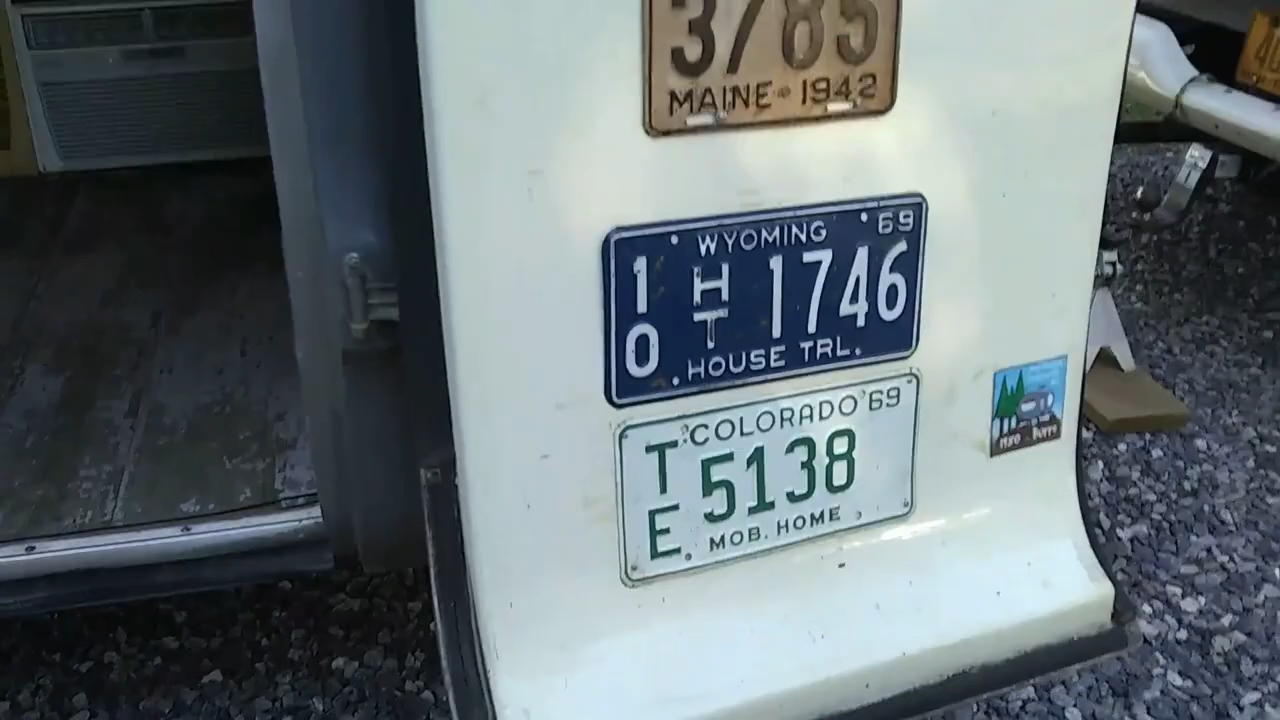 3785
MAINE 1942
WYOMING 69
10 HT 1746
HOUSE TRL.
COLORADO '69
TE 5138
MOB. HOME